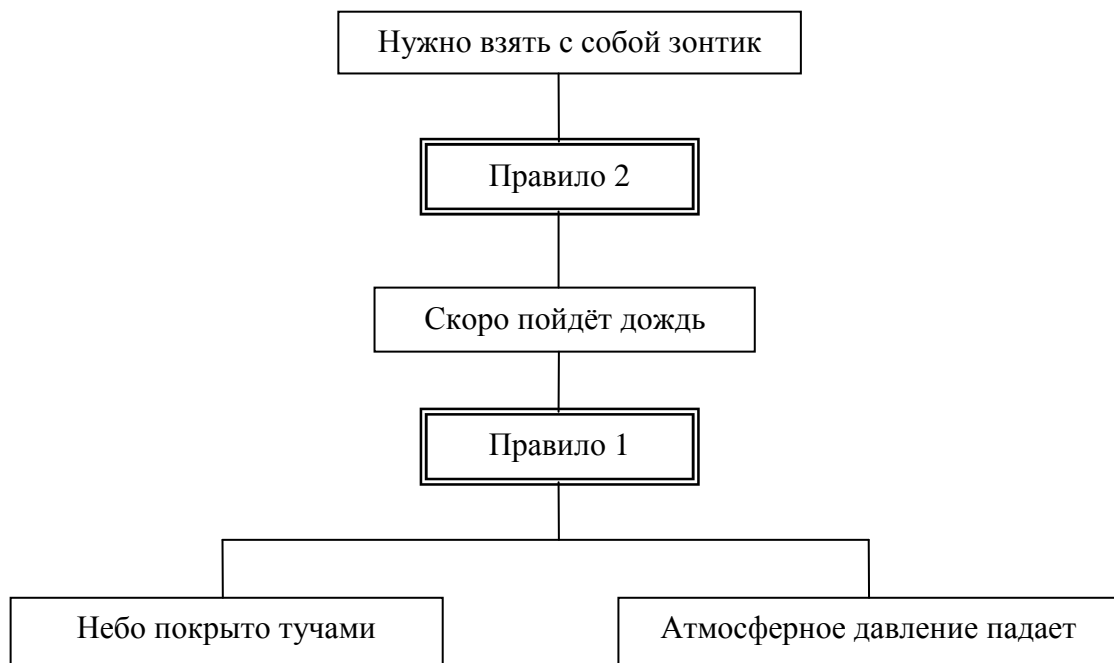 Нужно взять с собой зонтик
Правило 2
Скоро пойдёт дождь
Правило 1
Небо покрыто тучами
Атмосферное давление падает